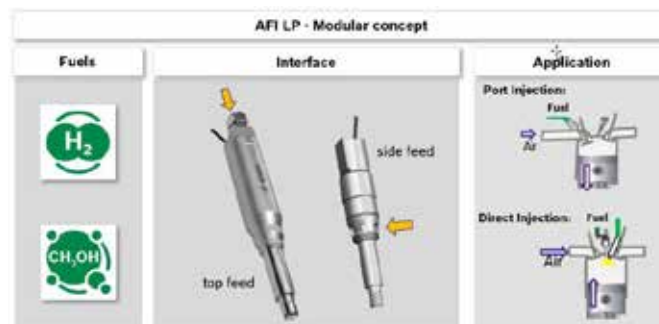 AFI LP - Modular concept
Fuels
Interface
Application
H2
CH3OH
top feed
side feed
Port Injection:
Fuel
Direct Injection:
Fuel
Air